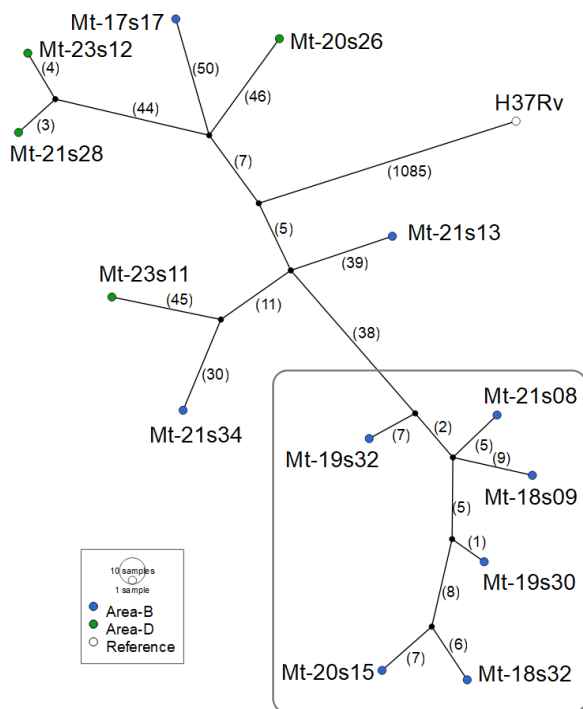 Mt-17s17
Mt-23s12
Mt-20s26
(4)
(50)
(46)
H37Rv
(44)
(3)
Mt-21s28
(7)
(1085)
(5)
Mt-21s13
(39)
Mt-23s11
(45)
(11)
(38)
(30)
Mt-21s34
Mt-21s08
(2)
(5)
(7)
Mt-19s32
(9)
Mt-18s09
(5)
(1)
Mt-19s30
(8)
10 samples
1 sample
Area-B
Area-D
Reference
(6)
(7)
Mt-20s15
Mt-18s32